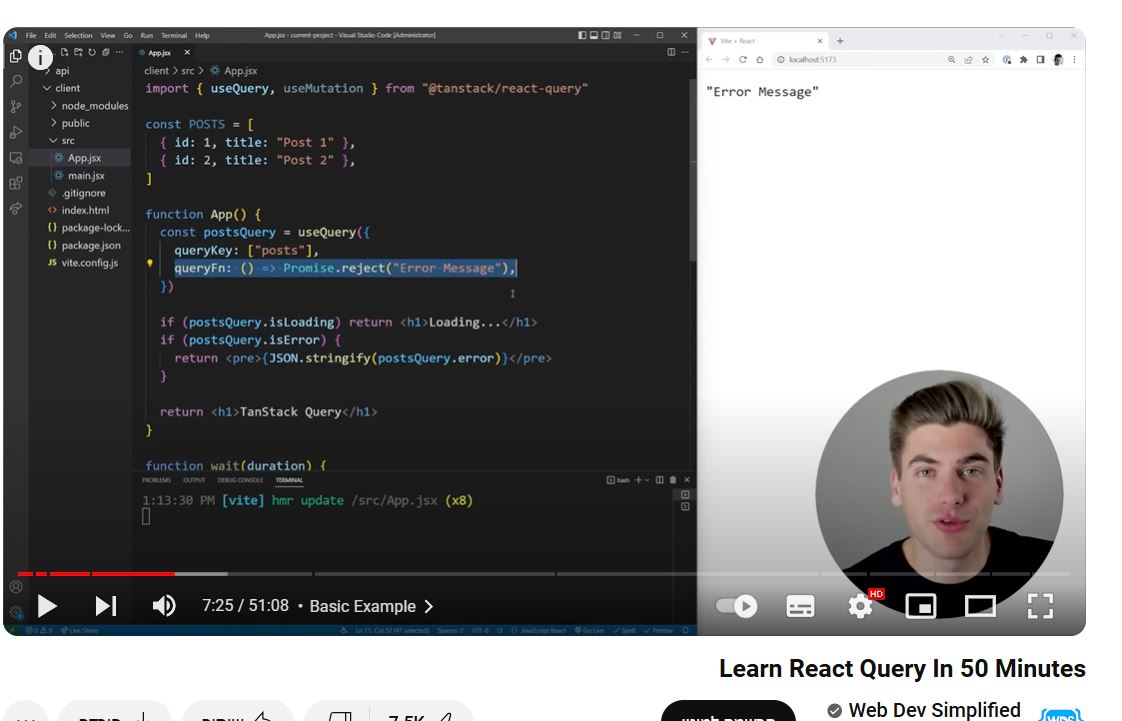 File Edit Selection View Go Run Terminal Help
App.jsx - current-project - Visual Studio Code [Administrator]
App.jsx
api
client
node_modules
public
src
App.jsx
main.jsx
.gitignore
index.html
package-lock...
package.json
vite.config.js
client > src > App.jsx
import { useQuery, useMutation } from "@tanstack/react-query"
const POSTS = [
{ id: 1, title: "Post 1" },
{ id: 2, title: "Post 2" },
]
function App() {
const postsQuery = useQuery({
queryKey: ["posts"],
queryFn: () => Promise.reject("Error Message"),
})
if (postsQuery.isLoading) return <h1>Loading...</h1>
if (postsQuery.isError) {
return <pre>{JSON.stringify(postsQuery.error)}</pre>
}
return <h1>TanStack Query</h1>
}
function wait(duration) {
PROBLEMS OUTPUT DEBUG CONSOLE TERMINAL
bash
1:13:30 PM [vite] hmr update /src/App.jsx (x8)
Live Share
Ln 11, Col 52 (47 selected) Spaces: 2 UTF-8 LF JavaScript React Go Live Spell Prettier
Vite + React
localhost:5173
"Error Message"
7:25 / 51:08 • Basic Example
HD
Learn React Query In 50 Minutes
Web Dev Simplified
WDS
7.5K